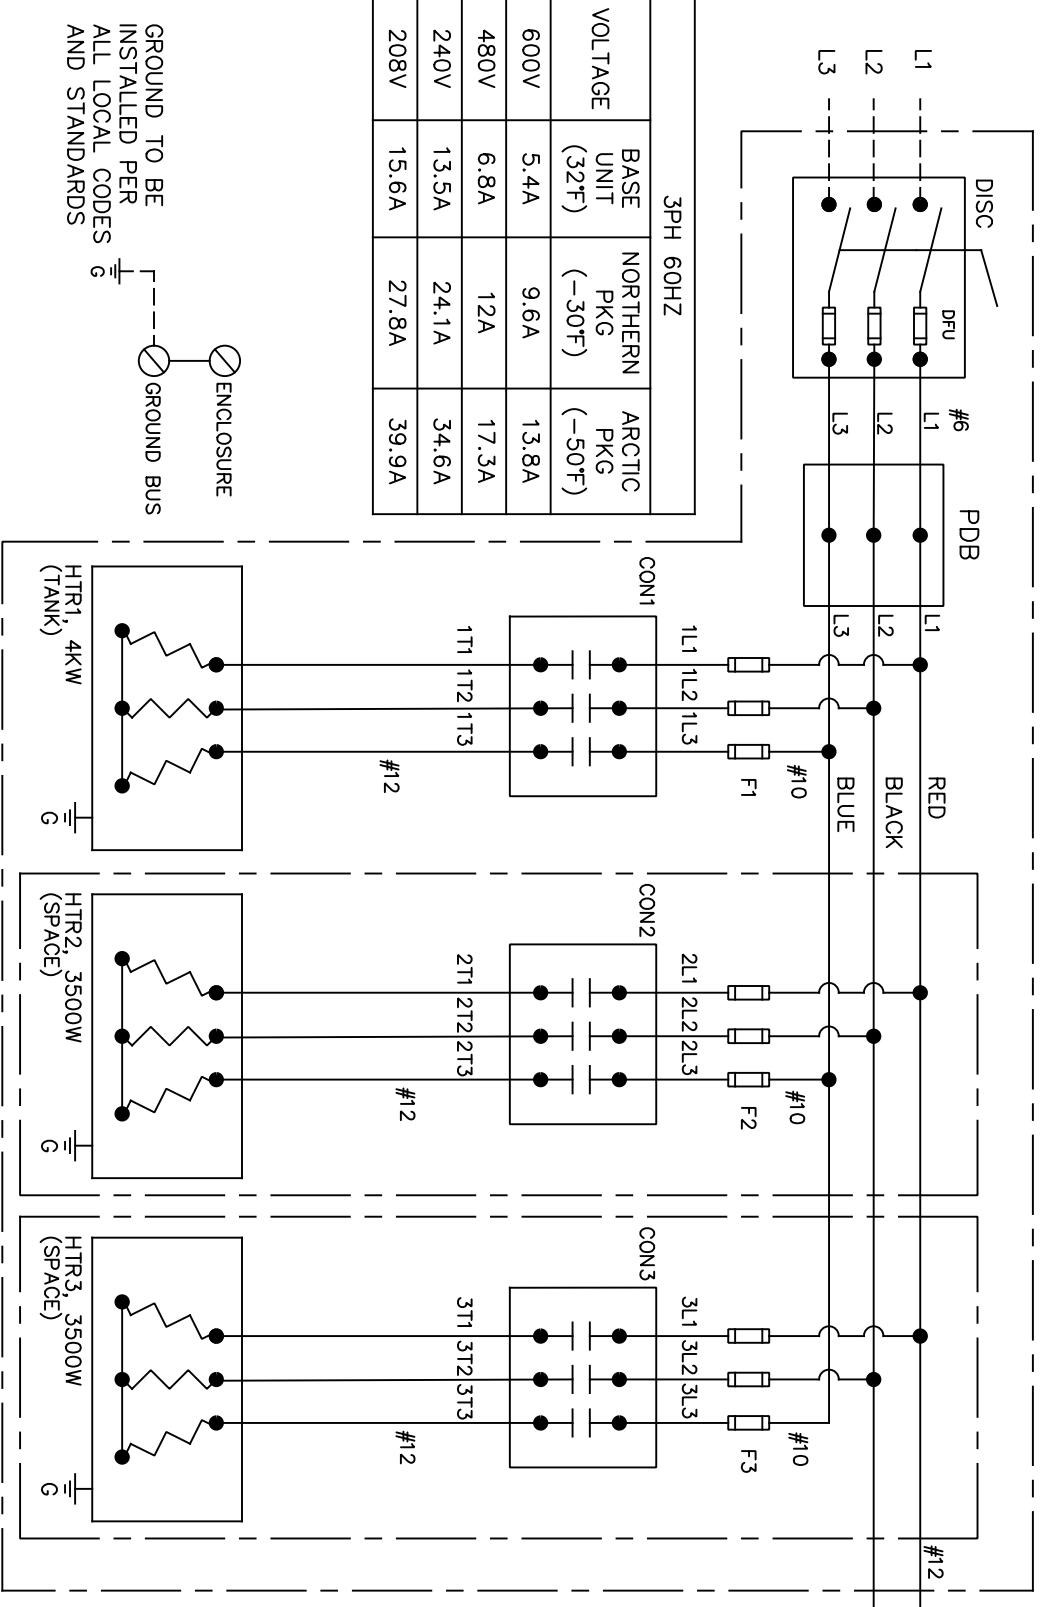 L1
L2
L3
DISC
DFU
#6
L1
L2
L3
PDB
L1
L2
L3
RED
BLACK
BLUE
#12
#10
F1
1L1 1L2 1L3
CON1
1T1 1T2 1T3
#12
HTR1, 4KW
(TANK)
G
#10
F2
2L1 2L2 2L3
CON2
2T1 2T2 2T3
#12
HTR2, 3500W
(SPACE)
G
#10
F3
3L1 3L2 3L3
CON3
3T1 3T2 3T3
#12
HTR3, 3500W
(SPACE)
G
3PH 60HZ
VOLTAGE
BASE
UNIT
(32°F)
NORTHERN
PKG
(-30°F)
ARCTIC
PKG
(-50°F)
600V 5.4A 9.6A 13.8A
480V 6.8A 12A 17.3A
240V 13.5A 24.1A 34.6A
208V 15.6A 27.8A 39.9A
ENCLOSURE
GROUND BUS
G
GROUND TO BE
INSTALLED PER
ALL LOCAL CODES
AND STANDARDS